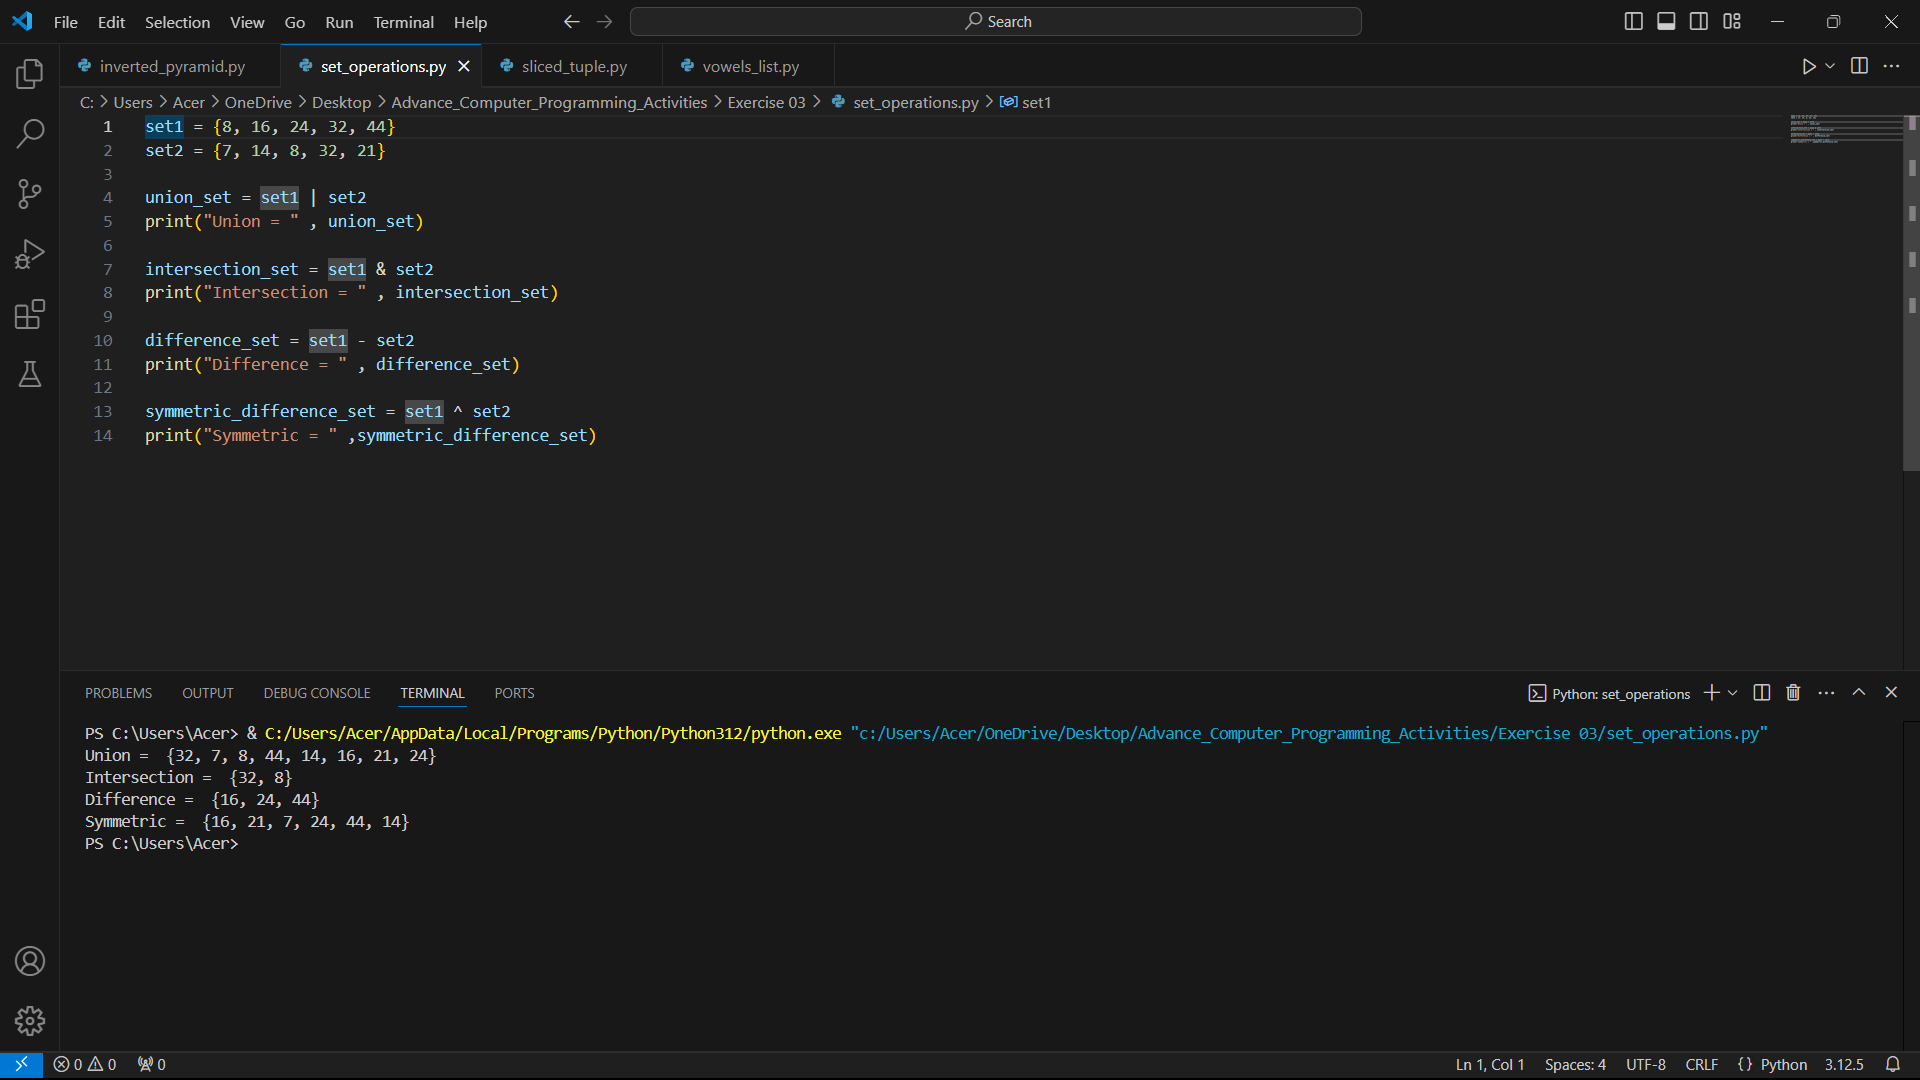 File Edit Selection View Go Run Terminal Help Search
inverted_pyramid.py set_operations.py sliced_tuple.py vowels_list.py
C: > Users > Acer > OneDrive > Desktop > Advance_Computer_Programming_Activities > Exercise 03 > set_operations.py > set1
1 set1 = {8, 16, 24, 32, 44}
2 set2 = {7, 14, 8, 32, 21}
3
4 union_set = set1 | set2
5 print("Union = " , union_set)
6
7 intersection_set = set1 & set2
8 print("Intersection = " , intersection_set)
9
10 difference_set = set1 - set2
11 print("Difference = " , difference_set)
12
13 symmetric_difference_set = set1 ^ set2
14 print("Symmetric = " ,symmetric_difference_set)
PROBLEMS OUTPUT DEBUG CONSOLE TERMINAL PORTS Python: set_operations
PS C:\Users\Acer> & C:/Users/Acer/AppData/Local/Programs/Python/Python312/python.exe "c:/Users/Acer/OneDrive/Desktop/Advance_Computer_Programming_Activities/Exercise 03/set_operations.py"
Union =  {32, 7, 8, 44, 14, 16, 21, 24}
Intersection =  {32, 8}
Difference =  {16, 24, 44}
Symmetric =  {16, 21, 7, 24, 44, 14}
PS C:\Users\Acer>
0 0 0 Ln 1, Col 1 Spaces: 4 UTF-8 CRLF {} Python 3.12.5